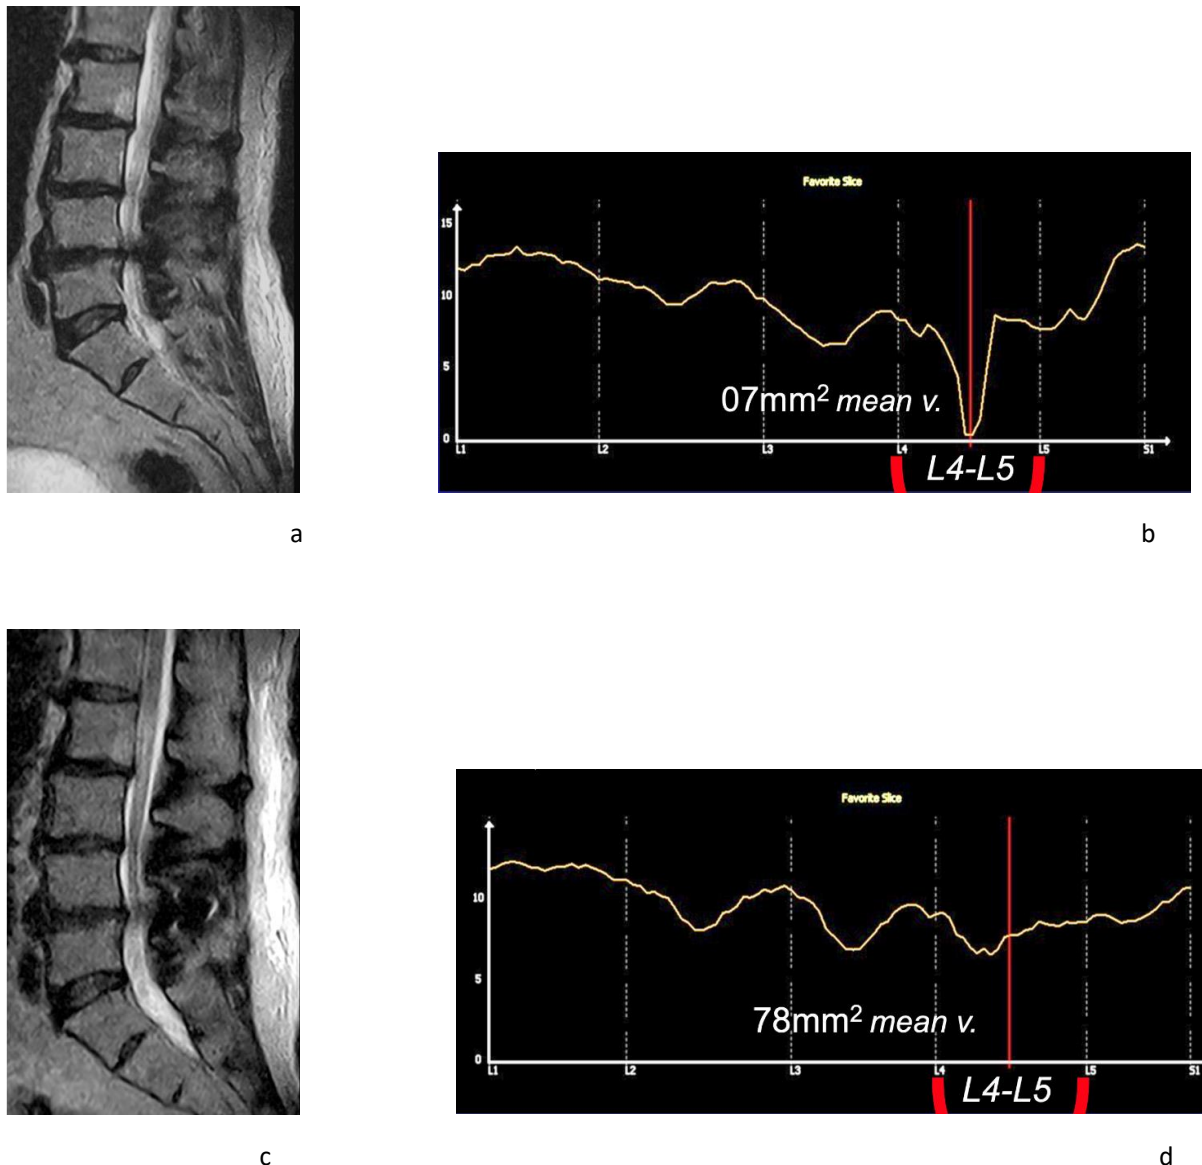 Favorite Slice
15
10
5
0
07mm² mean v.
L1 L2 L3 L4 L5 S1
L4-L5
a
b
Favorite Slice
10
5
0
78mm² mean v.
L1 L2 L3 L4 L5 S1
L4-L5
c
d